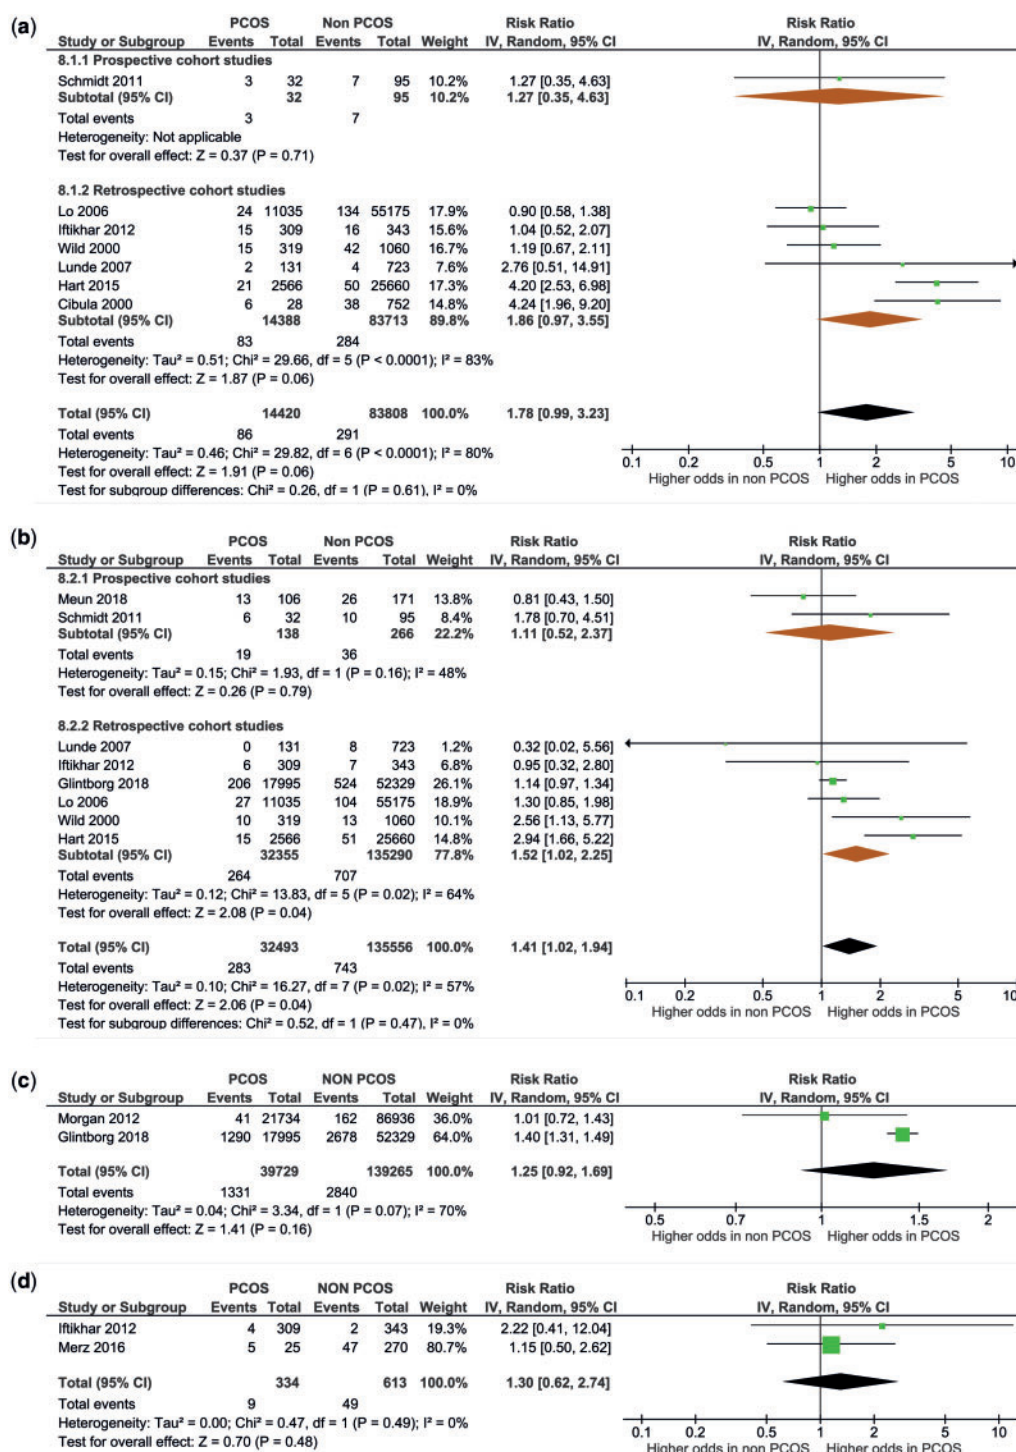 (a) PCOS Non PCOS Risk Ratio Risk Ratio
Study or Subgroup Events Total Events Total Weight IV, Random, 95% CI IV, Random, 95% CI
8.1.1 Prospective cohort studies
Schmidt 2011 3 32 7 95 10.2% 1.27 [0.35, 4.63]
Subtotal (95% CI) 32 95 10.2% 1.27 [0.35, 4.63]
Total events 3 7
Heterogeneity: Not applicable
Test for overall effect: Z = 0.37 (P = 0.71)
8.1.2 Retrospective cohort studies
Lo 2006 24 11035 134 55175 17.9% 0.90 [0.58, 1.38]
Iftikhar 2012 15 309 16 343 15.6% 1.04 [0.52, 2.07]
Wild 2000 15 319 42 1060 16.7% 1.19 [0.67, 2.11]
Lunde 2007 2 131 4 723 7.6% 2.76 [0.51, 14.91]
Hart 2015 21 2566 50 25660 17.3% 4.20 [2.53, 6.98]
Cibula 2000 6 28 38 752 14.8% 4.24 [1.96, 9.20]
Subtotal (95% CI) 14388 83713 89.8% 1.86 [0.97, 3.55]
Total events 83 284
Heterogeneity: Tau² = 0.51; Chi² = 29.66, df = 5 (P < 0.0001); I² = 83%
Test for overall effect: Z = 1.87 (P = 0.06)
Total (95% CI) 14420 83808 100.0% 1.78 [0.99, 3.23]
Total events 86 291
Heterogeneity: Tau² = 0.46; Chi² = 29.82, df = 6 (P < 0.0001); I² = 80%
0.1 0.2 0.5 1 2 5 10
Test for overall effect: Z = 1.91 (P = 0.06)
Higher odds in non PCOS Higher odds in PCOS
Test for subgroup differences: Chi² = 0.26, df = 1 (P = 0.61), I² = 0%
(b) PCOS Non PCOS Risk Ratio Risk Ratio
Study or Subgroup Events Total Events Total Weight IV, Random, 95% CI IV, Random, 95% CI
8.2.1 Prospective cohort studies
Meun 2018 13 106 26 171 13.8% 0.81 [0.43, 1.50]
Schmidt 2011 6 32 10 95 8.4% 1.78 [0.70, 4.51]
Subtotal (95% CI) 138 266 22.2% 1.11 [0.52, 2.37]
Total events 19 36
Heterogeneity: Tau² = 0.15; Chi² = 1.93, df = 1 (P = 0.16); I² = 48%
Test for overall effect: Z = 0.26 (P = 0.79)
8.2.2 Retrospective cohort studies
Lunde 2007 0 131 8 723 1.2% 0.32 [0.02, 5.56]
Iftikhar 2012 6 309 7 343 6.8% 0.95 [0.32, 2.80]
Glintborg 2018 206 17995 524 52329 26.1% 1.14 [0.97, 1.34]
Lo 2006 27 11035 104 55175 18.9% 1.30 [0.85, 1.98]
Wild 2000 10 319 13 1060 10.1% 2.56 [1.13, 5.77]
Hart 2015 15 2566 51 25660 14.8% 2.94 [1.66, 5.22]
Subtotal (95% CI) 32355 135290 77.8% 1.52 [1.02, 2.25]
Total events 264 707
Heterogeneity: Tau² = 0.12; Chi² = 13.83, df = 5 (P = 0.02); I² = 64%
Test for overall effect: Z = 2.08 (P = 0.04)
Total (95% CI) 32493 135556 100.0% 1.41 [1.02, 1.94]
Total events 283 743
Heterogeneity: Tau² = 0.10; Chi² = 16.27, df = 7 (P = 0.02); I² = 57%
0.1 0.2 0.5 1 2 5 10
Test for overall effect: Z = 2.06 (P = 0.04)
Higher odds in non PCOS Higher odds in PCOS
Test for subgroup differences: Chi² = 0.52, df = 1 (P = 0.47), I² = 0%
(c) PCOS NON PCOS Risk Ratio Risk Ratio
Study or Subgroup Events Total Events Total Weight IV, Random, 95% CI IV, Random, 95% CI
Morgan 2012 41 21734 162 86936 36.0% 1.01 [0.72, 1.43]
Glintborg 2018 1290 17995 2678 52329 64.0% 1.40 [1.31, 1.49]
Total (95% CI) 39729 139265 100.0% 1.25 [0.92, 1.69]
Total events 1331 2840
Heterogeneity: Tau² = 0.04; Chi² = 3.34, df = 1 (P = 0.07); I² = 70%
0.5 0.7 1 1.5 2
Test for overall effect: Z = 1.41 (P = 0.16)
Higher odds in non PCOS Higher odds in PCOS
(d) PCOS NON PCOS Risk Ratio Risk Ratio
Study or Subgroup Events Total Events Total Weight IV, Random, 95% CI IV, Random, 95% CI
Iftikhar 2012 4 309 2 343 19.3% 2.22 [0.41, 12.04]
Merz 2016 5 25 47 270 80.7% 1.15 [0.50, 2.62]
Total (95% CI) 334 613 100.0% 1.30 [0.62, 2.74]
Total events 9 49
Heterogeneity: Tau² = 0.00; Chi² = 0.47, df = 1 (P = 0.49); I² = 0%
0.1 0.2 0.5 1 2 5 10
Test for overall effect: Z = 0.70 (P = 0.48)
Higher odds in non PCOS Higher odds in PCOS